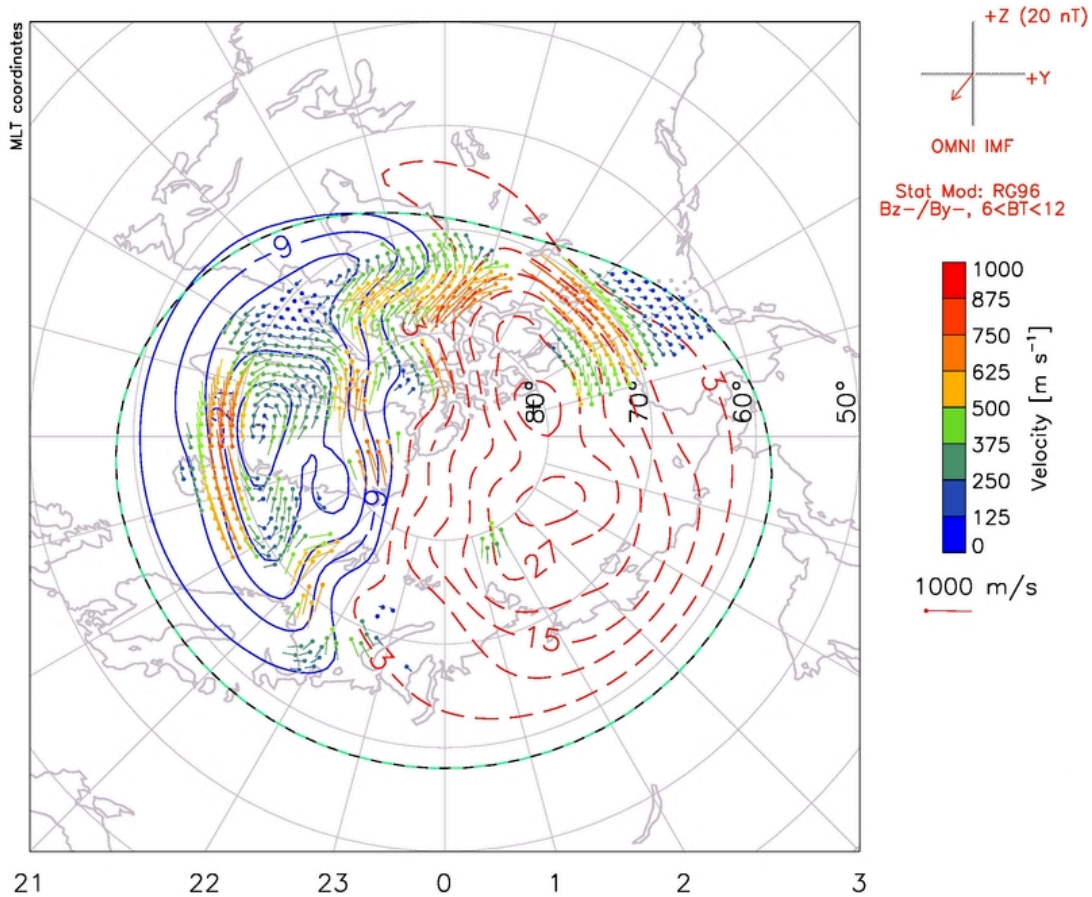 MLT coordinates
+Z (20 nT)
+Y
OMNI IMF
Stat Mod: RG96
Bz−/By−, 6<BT<12
1000
875
750
625
500
375
250
125
0
Velocity [m s⁻¹]
1000 m/s
-9
3
3
80°
70°
60°
50°
-9
27
15
3
21 22 23 0 1 2 3